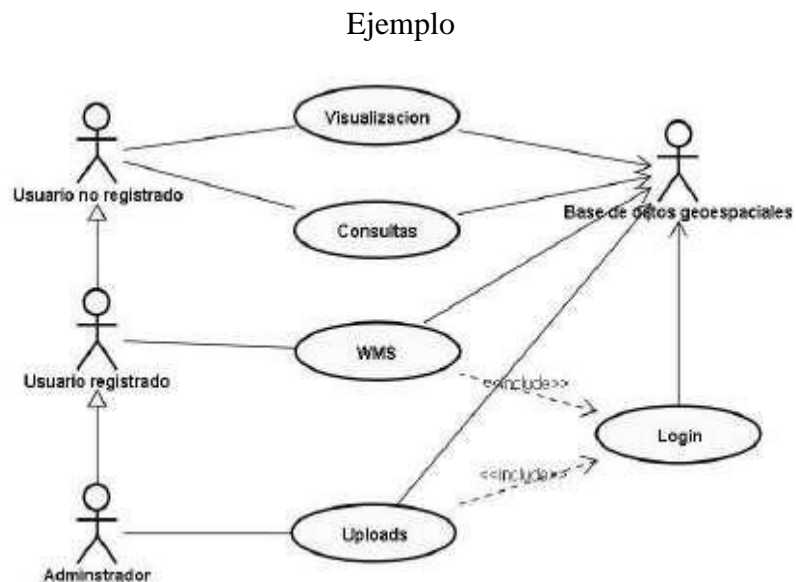 Ejemplo
Visualizacion
Usuario no registrado
Base de datos geoespaciales
Consultas
Usuario registrado
WMS
<<include>>
Login
<<include>>
Uploads
Adminstrador